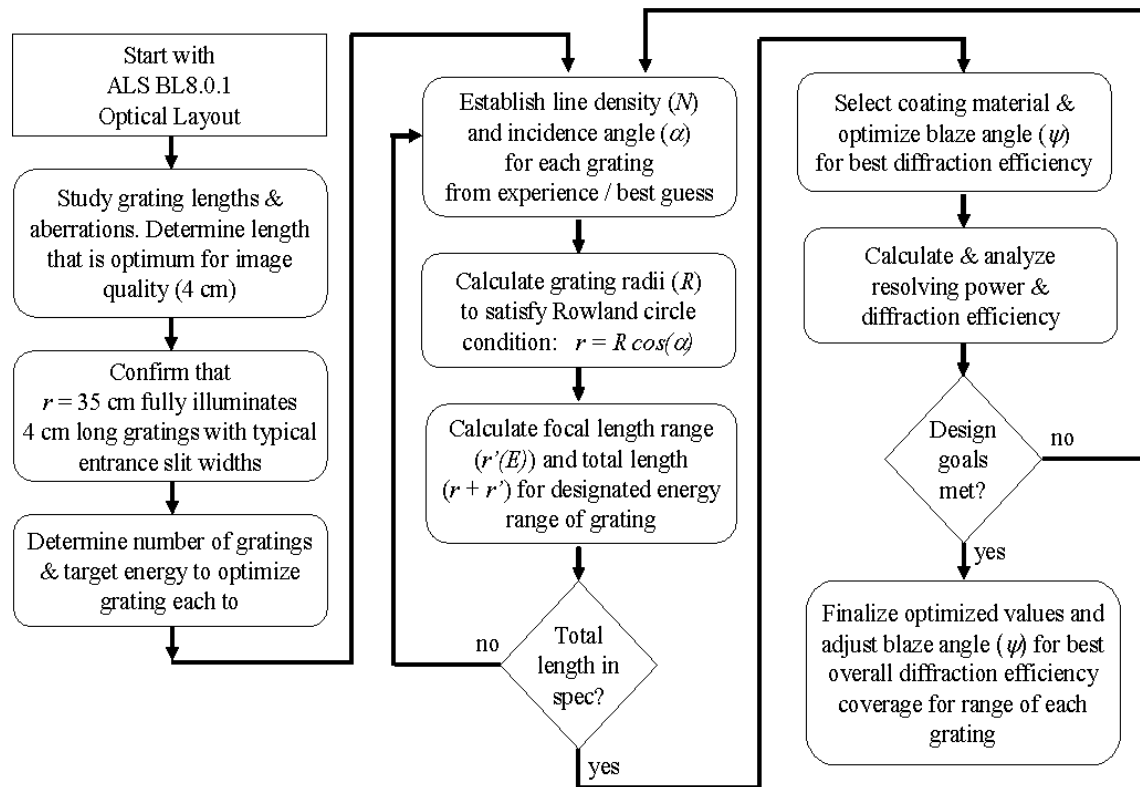 Start with
ALS BL8.0.1
Optical Layout
Study grating lengths &
aberrations. Determine length
that is optimum for image
quality (4 cm)
Confirm that
r = 35 cm fully illuminates
4 cm long gratings with typical
entrance slit widths
Determine number of gratings
& target energy to optimize
grating each to
Establish line density (N)
and incidence angle (α)
for each grating
from experience / best guess
Calculate grating radii (R)
to satisfy Rowland circle
condition: r = R cos(α)
Calculate focal length range
(r’(E)) and total length
(r + r’) for designated energy
range of grating
no
Total
length in
spec?
yes
Select coating material &
optimize blaze angle (ψ)
for best diffraction efficiency
Calculate & analyze
resolving power &
diffraction efficiency
Design
goals
met?
no
yes
Finalize optimized values and
adjust blaze angle (ψ) for best
overall diffraction efficiency
coverage for range of each
grating